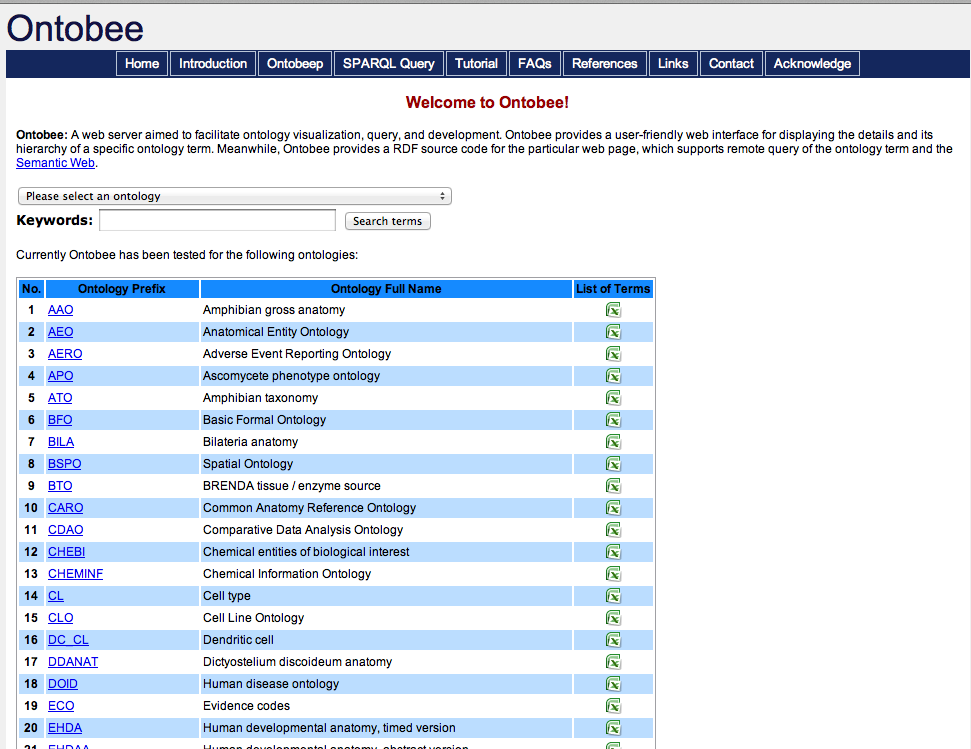 Ontobee
Home Introduction Ontobeep SPARQL Query Tutorial FAQs References Links Contact Acknowledge
Welcome to Ontobee!
Ontobee: A web server aimed to facilitate ontology visualization, query, and development. Ontobee provides a user-friendly web interface for displaying the details and its
hierarchy of a specific ontology term. Meanwhile, Ontobee provides a RDF source code for the particular web page, which supports remote query of the ontology term and the
Semantic Web.
Please select an ontology
Keywords: Search terms
Currently Ontobee has been tested for the following ontologies:
No. Ontology Prefix Ontology Full Name List of Terms
1 AAO Amphibian gross anatomy
2 AEO Anatomical Entity Ontology
3 AERO Adverse Event Reporting Ontology
4 APO Ascomycete phenotype ontology
5 ATO Amphibian taxonomy
6 BFO Basic Formal Ontology
7 BILA Bilateria anatomy
8 BSPO Spatial Ontology
9 BTO BRENDA tissue / enzyme source
10 CARO Common Anatomy Reference Ontology
11 CDAO Comparative Data Analysis Ontology
12 CHEBI Chemical entities of biological interest
13 CHEMINF Chemical Information Ontology
14 CL Cell type
15 CLO Cell Line Ontology
16 DC_CL Dendritic cell
17 DDANAT Dictyostelium discoideum anatomy
18 DOID Human disease ontology
19 ECO Evidence codes
20 EHDA Human developmental anatomy, timed version
21 EHDAA Human developmental anatomy, abstract version